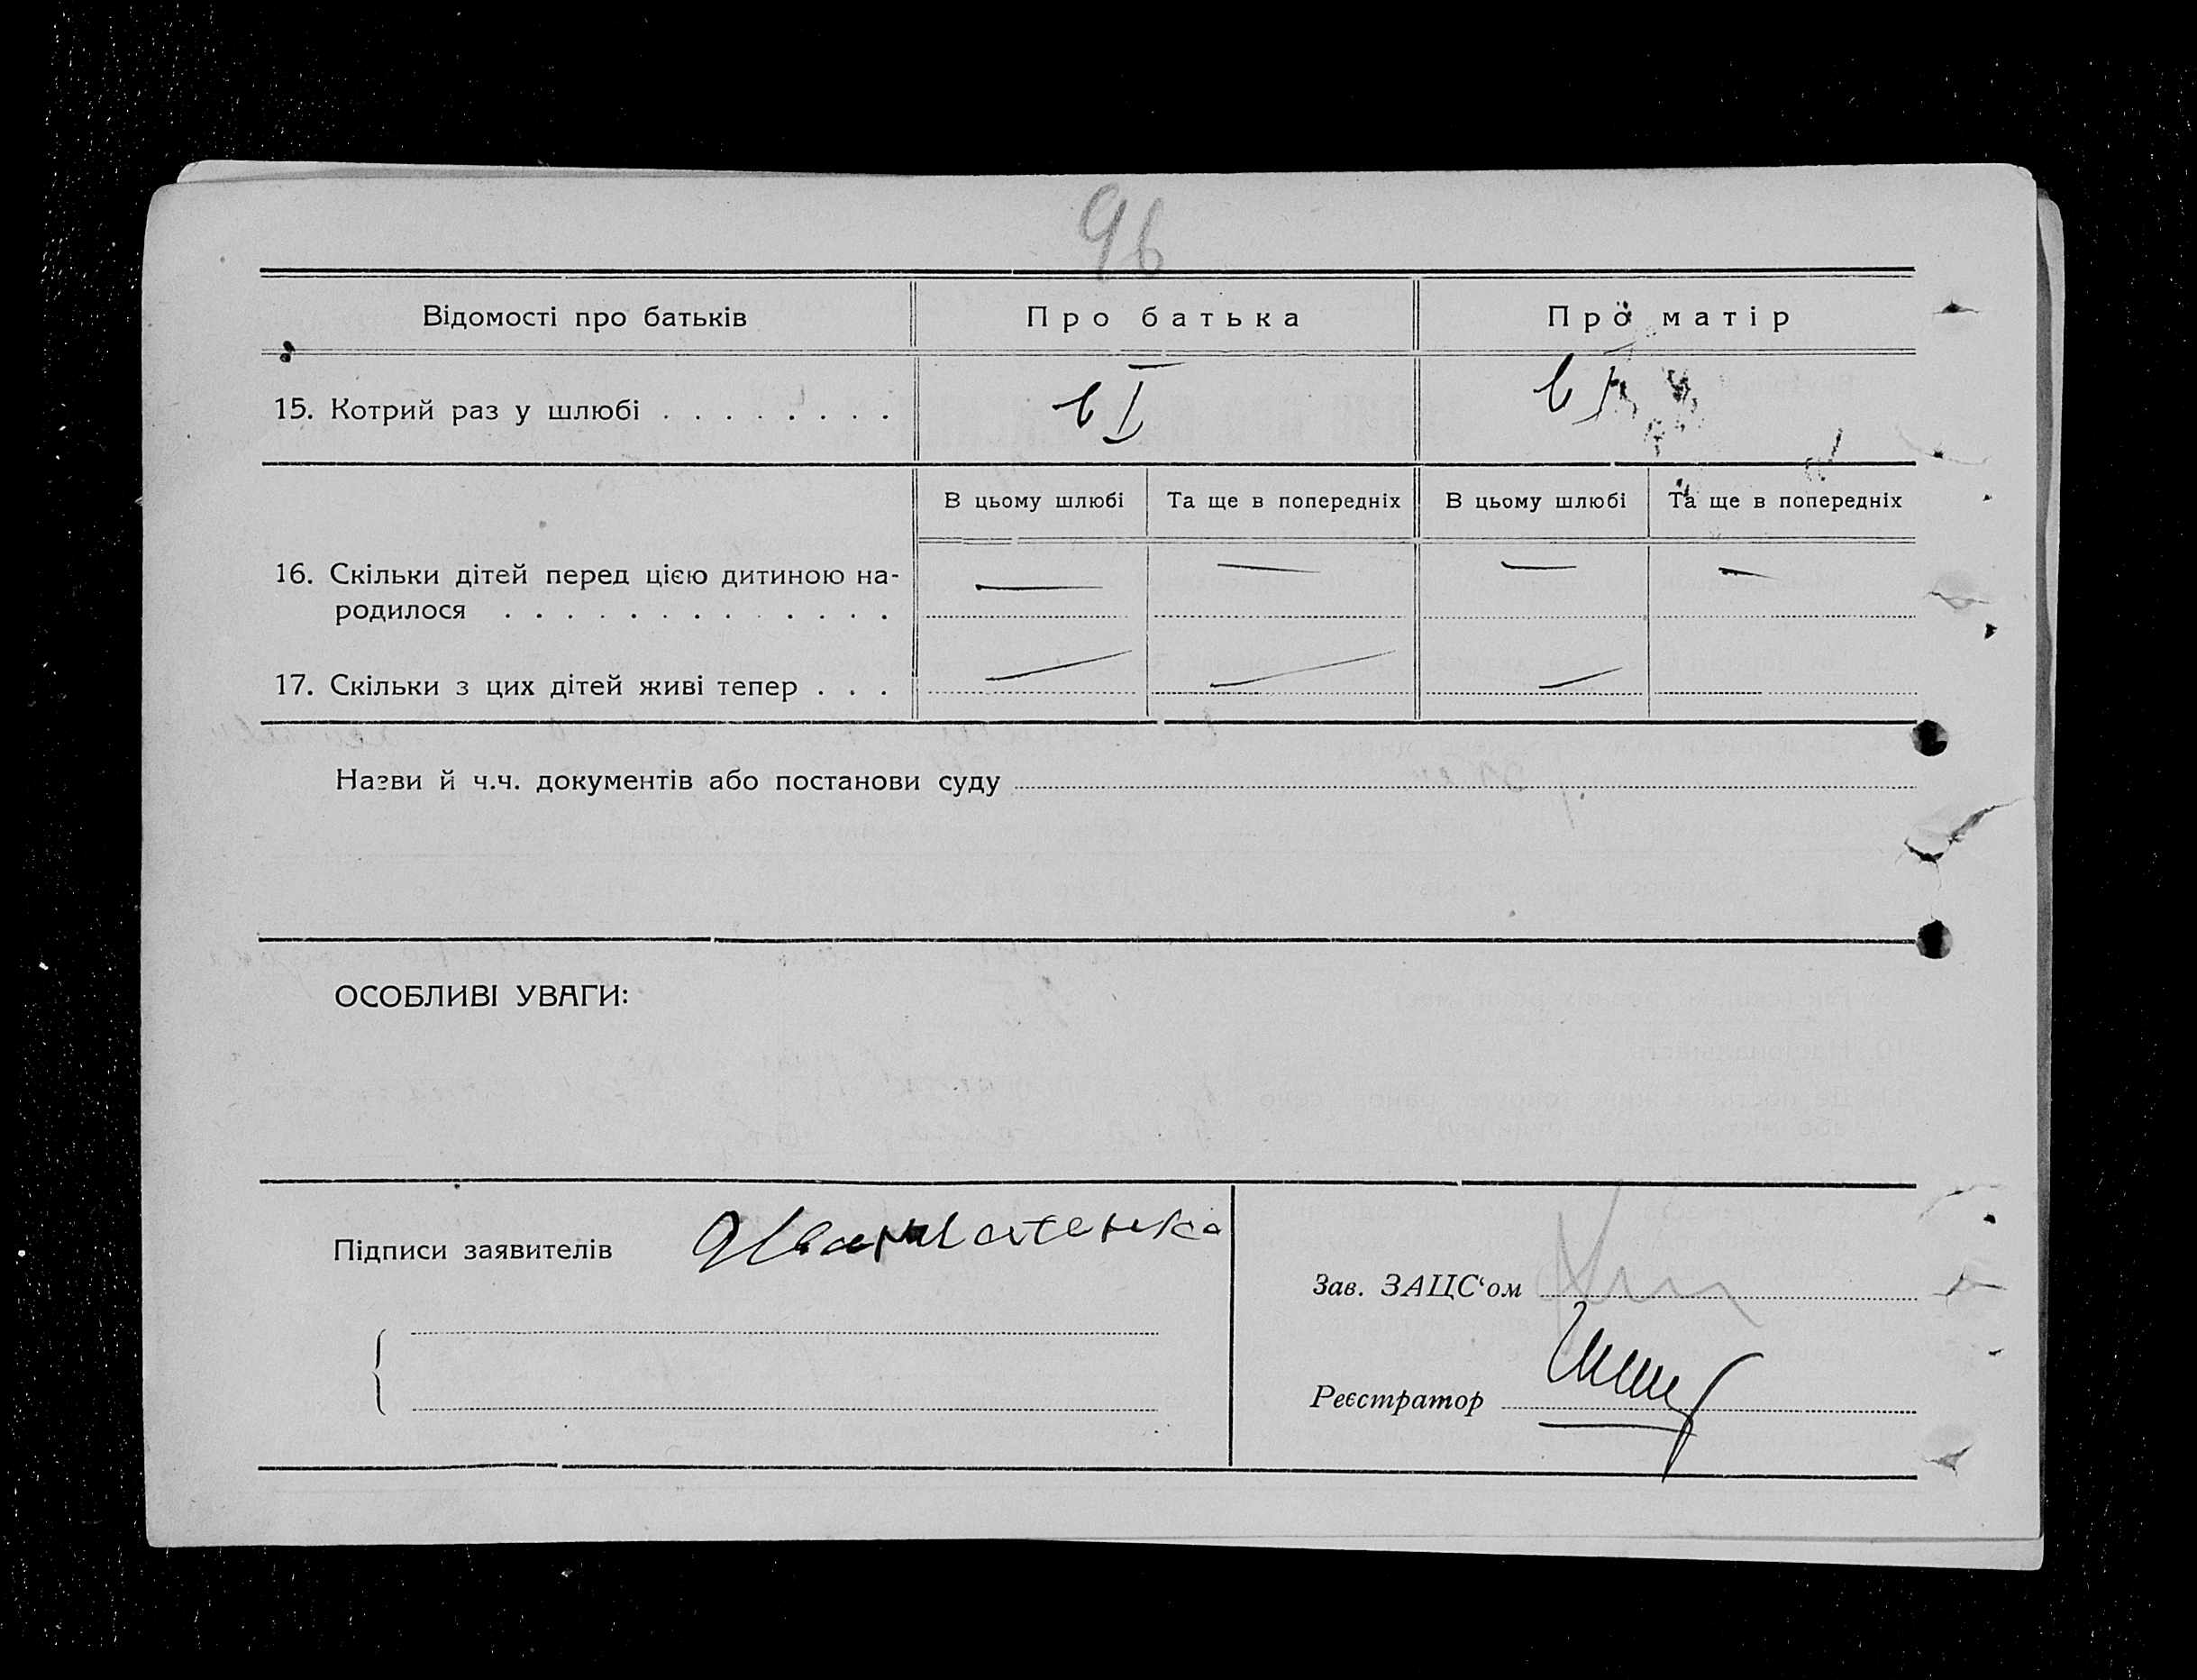 96
Відомості про батьків Про батька Про матір
15. Котрий раз у шлюбі . . . . . . . . в I в I
В цьому шлюбі Та ще в попередніх В цьому шлюбі Та ще в попередніх
16. Скільки дітей перед цією дитиною на- — — — —
родилося . . . . . . . . . . . . .
17. Скільки з цих дітей живі тепер . . . — — —
Назви й ч.ч. документів або постанови суду
ОСОБЛИВІ УВАГИ:
Підписи заявителів
Зав. ЗАЦС‘ом
Реєстратор